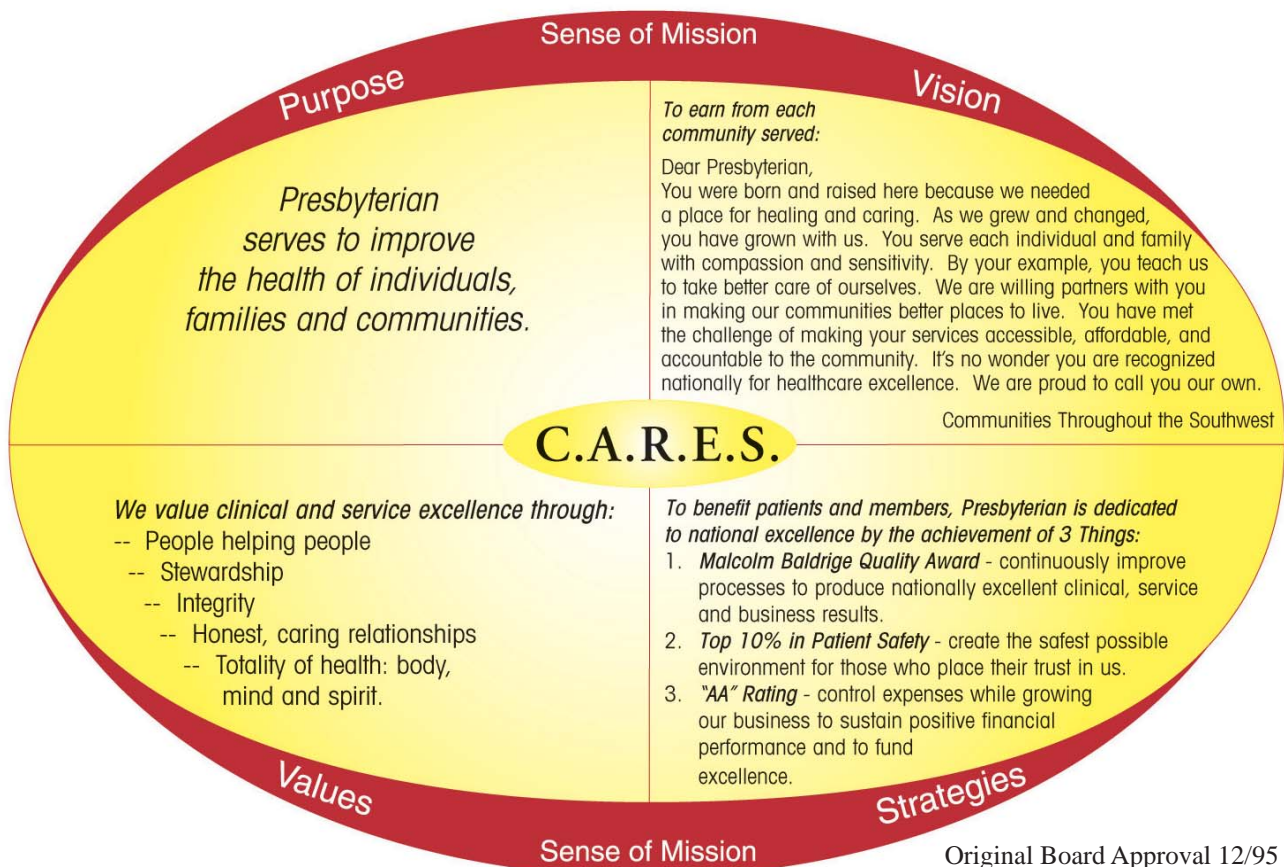 Sense of Mission
Purpose
Vision
Presbyterian
serves to improve
the health of individuals,
families and communities.
To earn from each
community served:
Dear Presbyterian,
You were born and raised here because we needed
a place for healing and caring.  As we grew and changed,
you have grown with us.  You serve each individual and family
with compassion and sensitivity.  By your example, you teach us
to take better care of ourselves.  We are willing partners with you
in making our communities better places to live.  You have met
the challenge of making your services accessible, affordable, and
accountable to the community.  It's no wonder you are recognized
nationally for healthcare excellence.  We are proud to call you our own.
Communities Throughout the Southwest
C.A.R.E.S.
We value clinical and service excellence through:
-- People helping people
-- Stewardship
-- Integrity
-- Honest, caring relationships
-- Totality of health: body,
mind and spirit.
To benefit patients and members, Presbyterian is dedicated
to national excellence by the achievement of 3 Things:
1. Malcolm Baldrige Quality Award - continuously improve
processes to produce nationally excellent clinical, service
and business results.
2. Top 10% in Patient Safety - create the safest possible
environment for those who place their trust in us.
3. "AA" Rating - control expenses while growing
our business to sustain positive financial
performance and to fund
excellence.
Values
Strategies
Sense of Mission
Original Board Approval 12/95